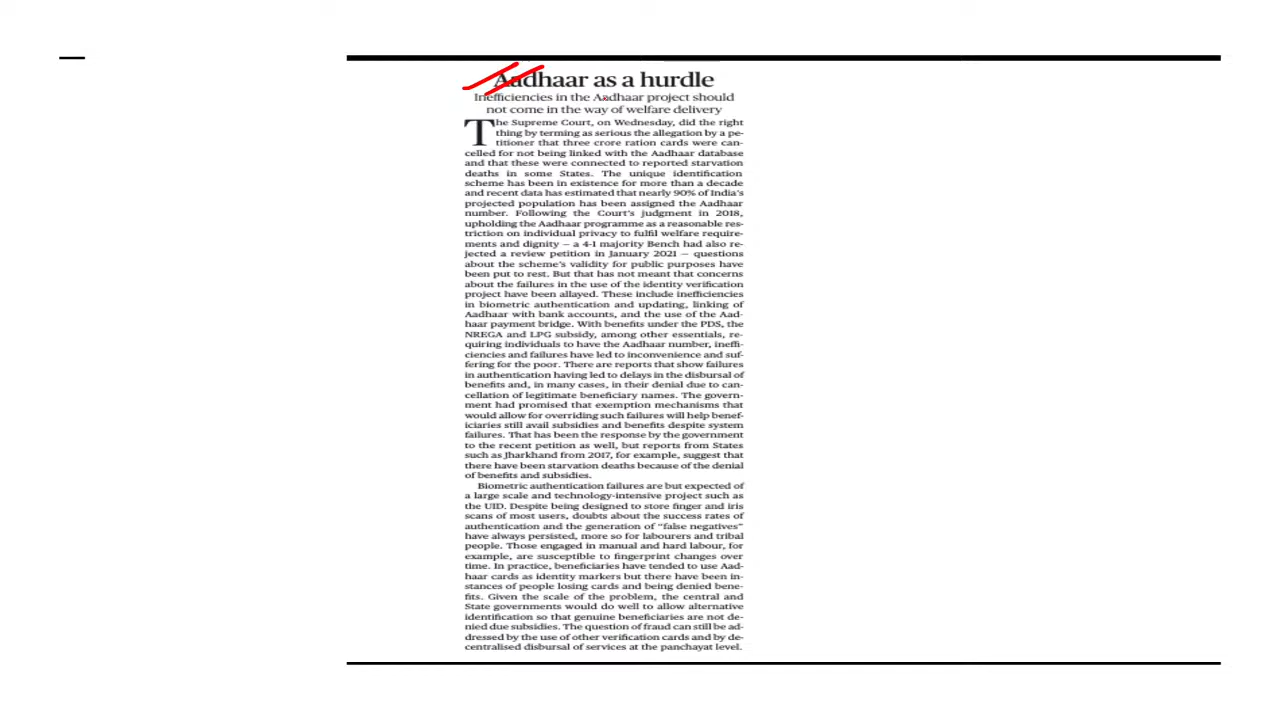 Aadhaar as a hurdle
Inefficiencies in the Aadhaar project should
not come in the way of welfare delivery
The Supreme Court, on Wednesday, did the right
thing by terming as serious the allegation by a pe-
titioner that three crore ration cards were can-
celled for not being linked with the Aadhaar database
and that these were connected to reported starvation
deaths in some States. The unique identification
scheme has been in existence for more than a decade
and recent data has estimated that nearly 90% of India's
projected population has been assigned the Aadhaar
number. Following the Court's judgment in 2018,
upholding the Aadhaar programme as a reasonable res-
triction on individual privacy to fulfil welfare require-
ments and dignity – a 4-1 majority Bench had also re-
jected a review petition in January 2021 – questions
about the scheme's validity for public purposes have
been put to rest. But that has not meant that concerns
about the failures in the use of the identity verification
project have been allayed. These include inefficiencies
in biometric authentication and updating, linking of
Aadhaar with bank accounts, and the use of the Aad-
haar payment bridge. With benefits under the PDS, the
NREGA and LPG subsidy, among other essentials, re-
quiring individuals to have the Aadhaar number, ineffi-
ciencies and failures have led to inconvenience and suf-
fering for the poor. There are reports that show failures
in authentication having led to delays in the disbursal of
benefits and, in many cases, in their denial due to can-
cellation of legitimate beneficiary names. The govern-
ment had promised that exemption mechanisms that
would allow for overriding such failures will help benef-
iciaries still avail subsidies and benefits despite system
failures. That has been the response by the government
to the recent petition as well, but reports from States
such as Jharkhand from 2017, for example, suggest that
there have been starvation deaths because of the denial
of benefits and subsidies.
Biometric authentication failures are but expected of
a large scale and technology-intensive project such as
the UID. Despite being designed to store finger and iris
scans of most users, doubts about the success rates of
authentication and the generation of "false negatives"
have always persisted, more so for labourers and tribal
people. Those engaged in manual and hard labour, for
example, are susceptible to fingerprint changes over
time. In practice, beneficiaries have tended to use Aad-
haar cards as identity markers but there have been in-
stances of people losing cards and being denied bene-
fits. Given the scale of the problem, the central and
State governments would do well to allow alternative
identification so that genuine beneficiaries are not de-
nied due subsidies. The question of fraud can still be ad-
dressed by the use of other verification cards and by de-
centralised disbursal of services at the panchayat level.